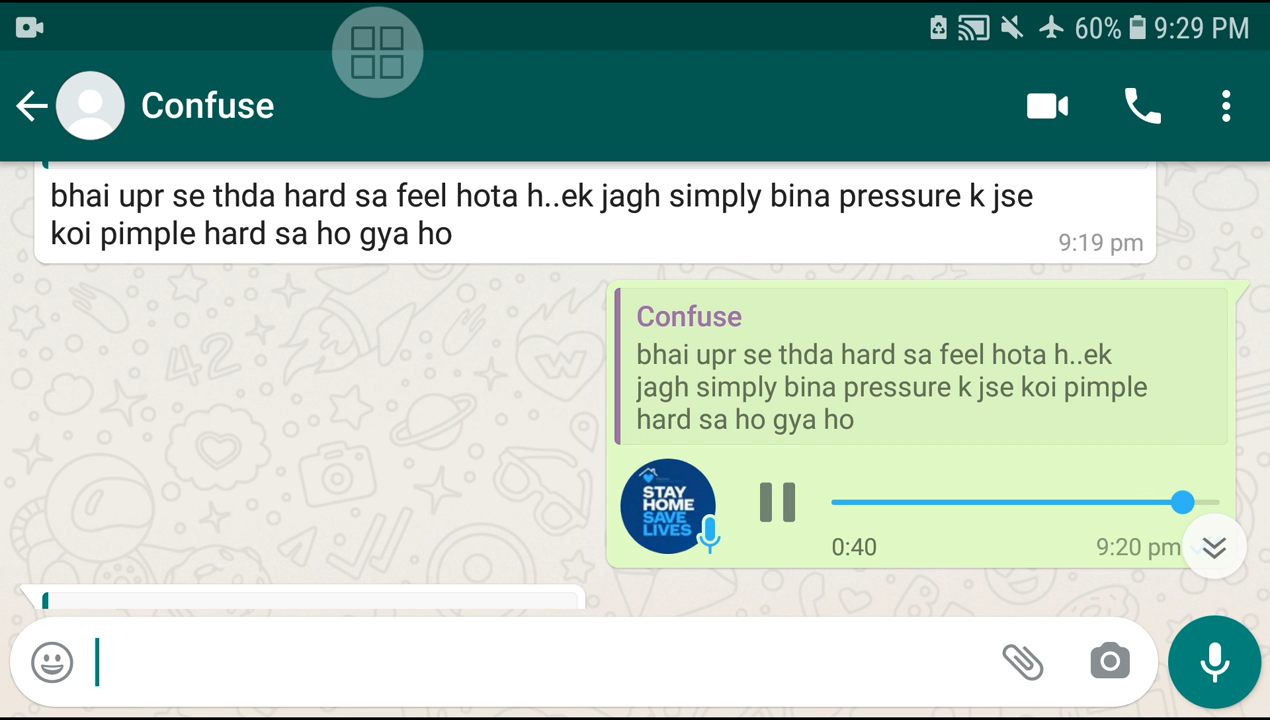 60% 9:29 PM
Confuse
bhai upr se thda hard sa feel hota h..ek jagh simply bina pressure k jse
koi pimple hard sa ho gya ho
9:19 pm
Confuse
bhai upr se thda hard sa feel hota h..ek
jagh simply bina pressure k jse koi pimple
hard sa ho gya ho
STAY
HOME
SAVE
LIVES
0:40
9:20 pm